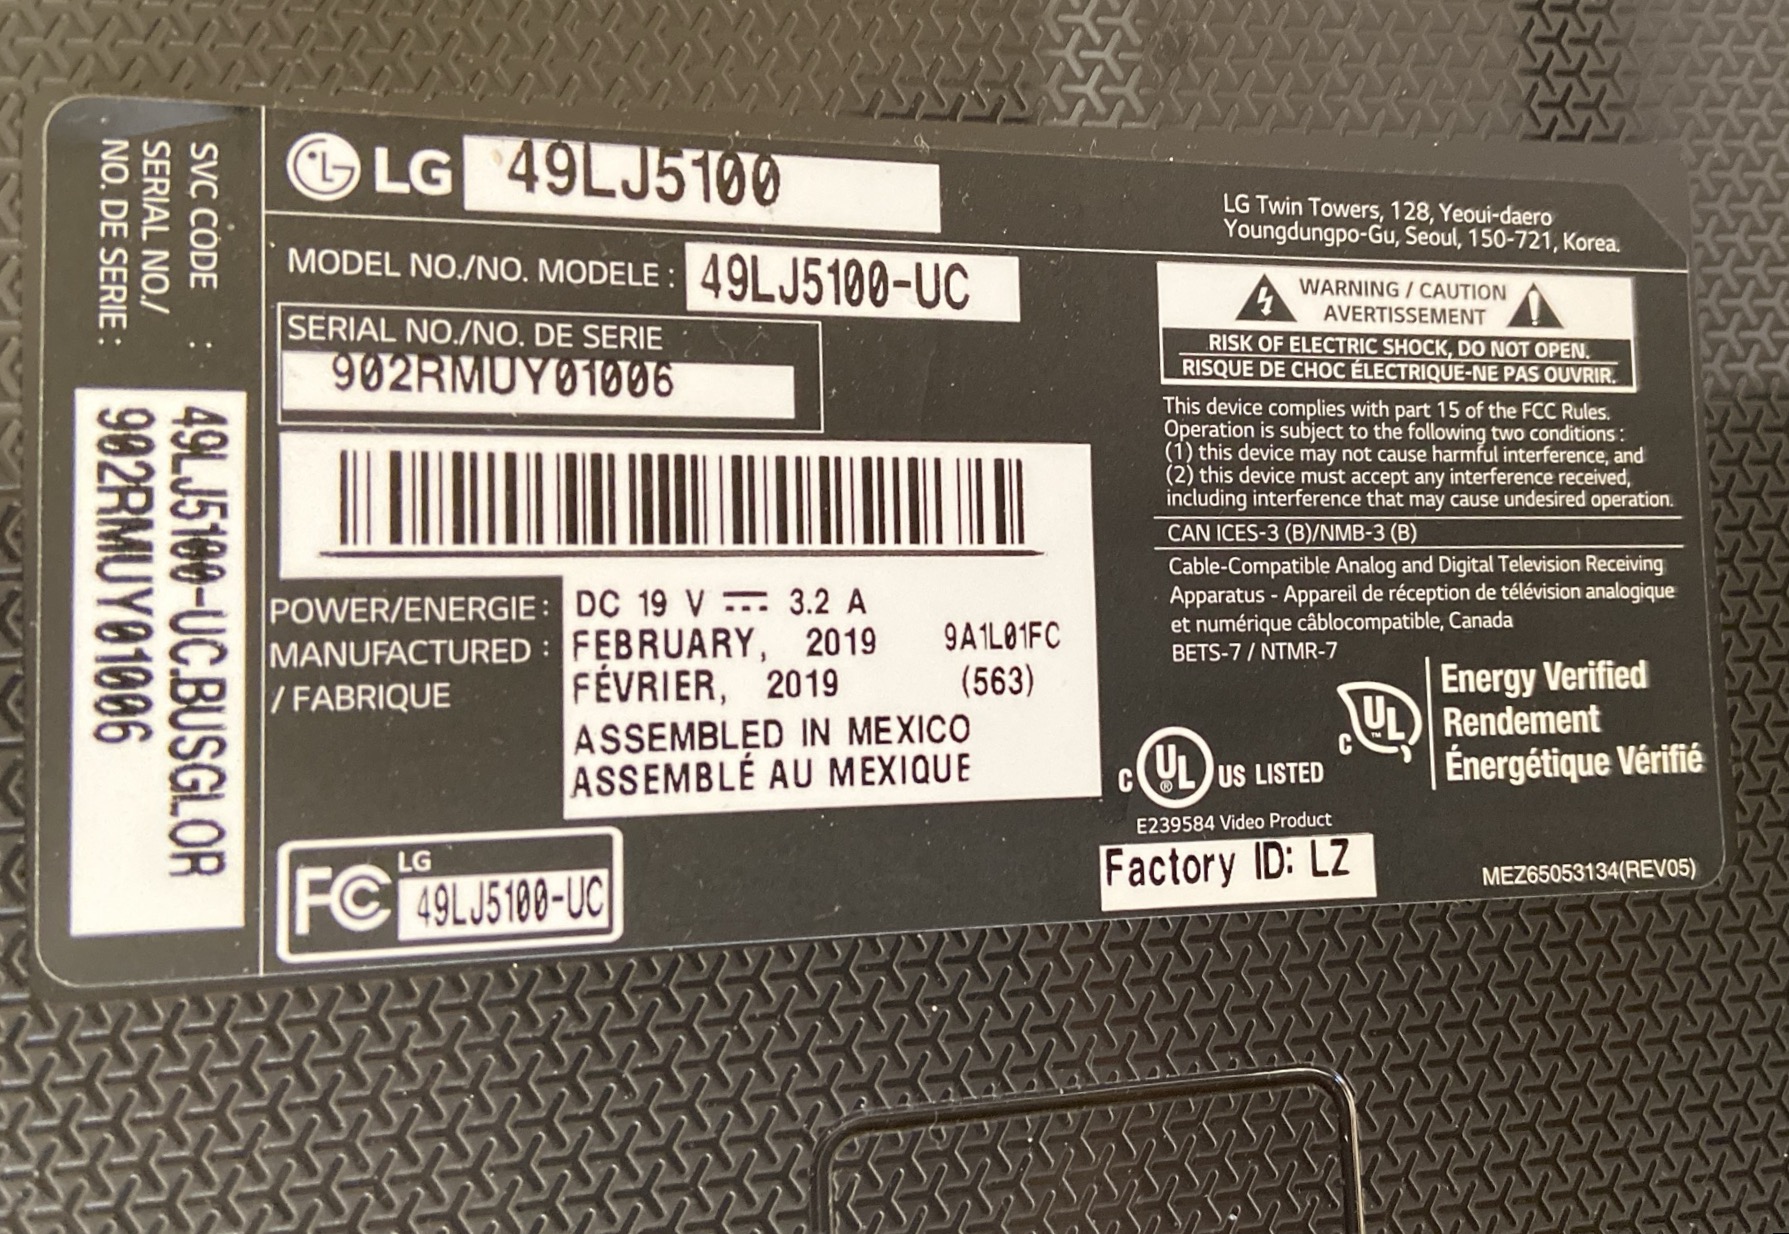 SVC CODE : 49LJ5100-UC.BUSGLOR
SERIAL NO./
NO. DE SERIE : 902RMUY01006
LG 49LJ5100
MODEL NO./NO. MODELE : 49LJ5100-UC
SERIAL NO./NO. DE SERIE
902RMUY01006
POWER/ENERGIE : DC 19 V ⎓ 3.2 A
MANUFACTURED : FEBRUARY, 2019 9A1L01FC
/ FABRIQUE FÉVRIER, 2019 (563)
ASSEMBLED IN MEXICO
ASSEMBLÉ AU MEXIQUE
FC LG
49LJ5100-UC
LG Twin Towers, 128, Yeoui-daero
Youngdungpo-Gu, Seoul, 150-721, Korea.
WARNING / CAUTION
AVERTISSEMENT
RISK OF ELECTRIC SHOCK, DO NOT OPEN.
RISQUE DE CHOC ÉLECTRIQUE-NE PAS OUVRIR.
This device complies with part 15 of the FCC Rules.
Operation is subject to the following two conditions :
(1) this device may not cause harmful interference, and
(2) this device must accept any interference received,
including interference that may cause undesired operation.
CAN ICES-3 (B)/NMB-3 (B)
Cable-Compatible Analog and Digital Television Receiving
Apparatus - Appareil de réception de télévision analogique
et numérique câblocompatible, Canada
BETS-7 / NTMR-7
C UL ® US LISTED
E239584 Video Product
C UL ™ Energy Verified
Rendement
Énergétique Vérifié
Factory ID: LZ
MEZ65053134(REV05)